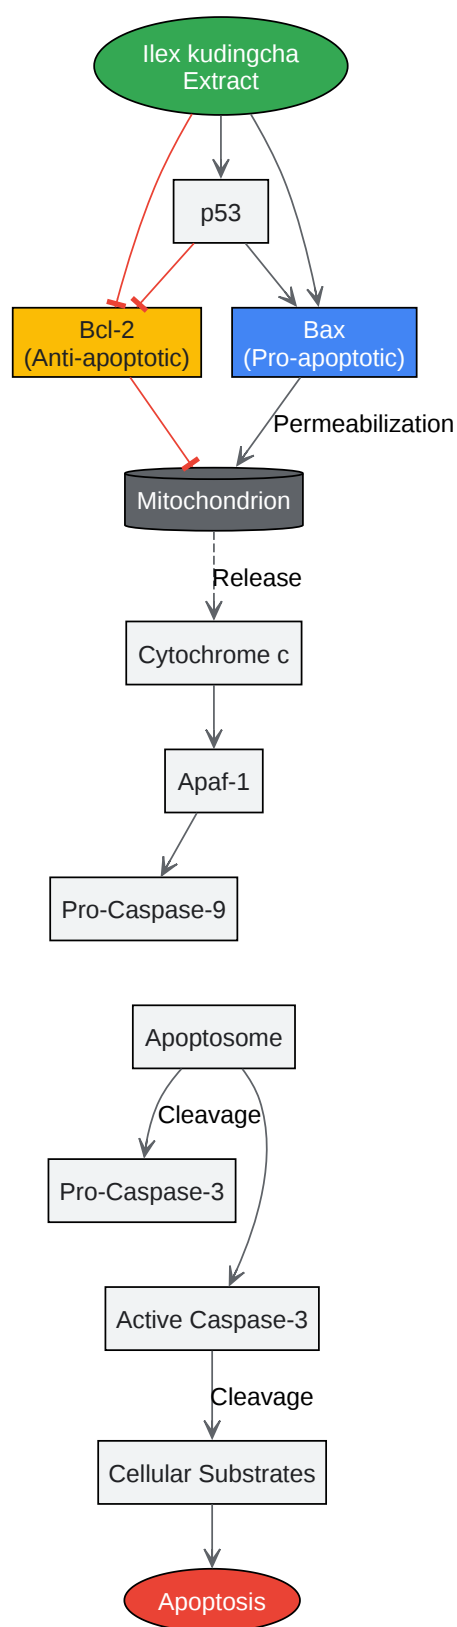 Ilex kudingcha
Extract
p53
Bcl-2
(Anti-apoptotic)
Bax
(Pro-apoptotic)
Permeabilization
Mitochondrion
Release
Cytochrome c
Apaf-1
Pro-Caspase-9
Apoptosome
Cleavage
Pro-Caspase-3
Active Caspase-3
Cleavage
Cellular Substrates
Apoptosis